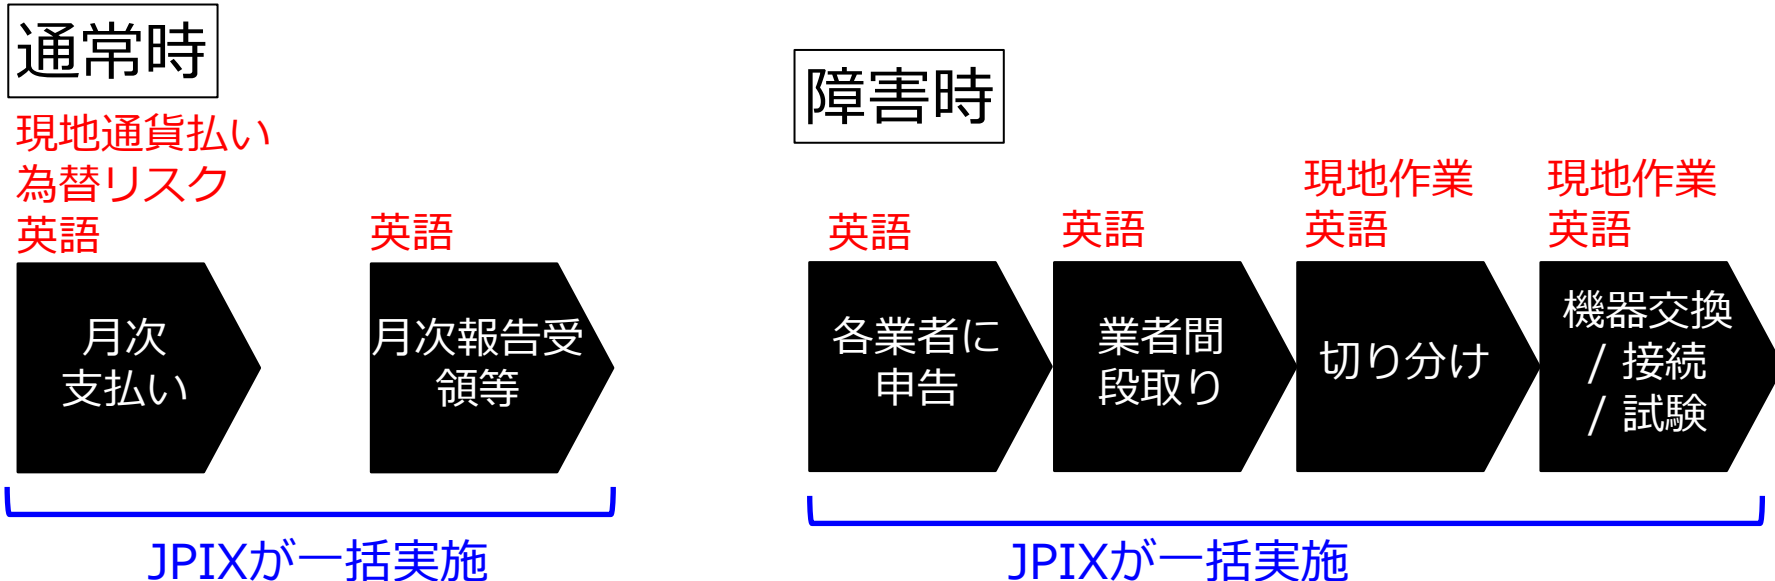 通常時
現地通貨払い
為替リスク
英語
英語
月次
支払い
月次報告受
領等
JPIXが一括実施
障害時
英語
英語
現地作業
英語
現地作業
英語
各業者に
申告
業者間
段取り
切り分け
機器交換
/ 接続
/ 試験
JPIXが一括実施